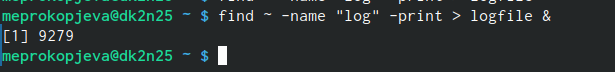 meprokopjeva@dk2n25 ~ $ find ~ -name "log" -print > logfile &
[1] 9279
meprokopjeva@dk2n25 ~ $